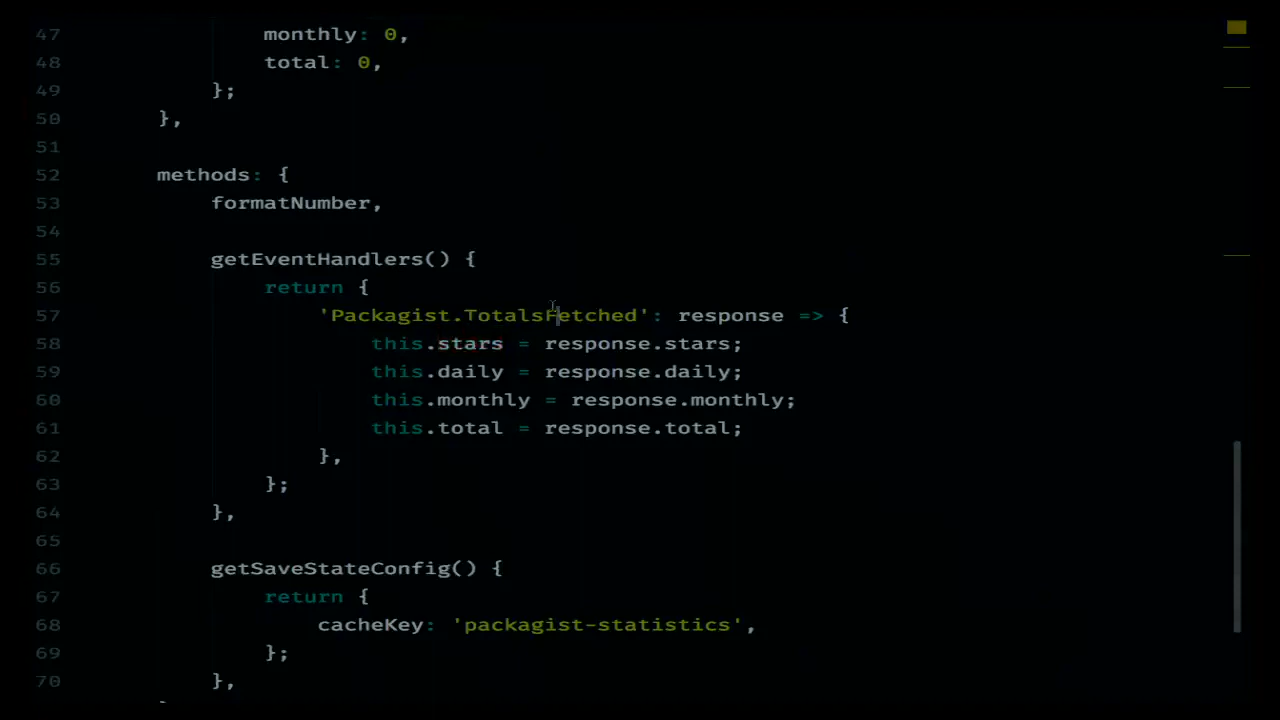 47 monthly: 0,
48 total: 0,
49 };
50 },
51
52 methods: {
53 formatNumber,
54
55 getEventHandlers() {
56 return {
57 'Packagist.TotalsFetched': response => {
58 this.stars = response.stars;
59 this.daily = response.daily;
60 this.monthly = response.monthly;
61 this.total = response.total;
62 },
63 };
64 },
65
66 getSaveStateConfig() {
67 return {
68 cacheKey: 'packagist-statistics',
69 };
70 },